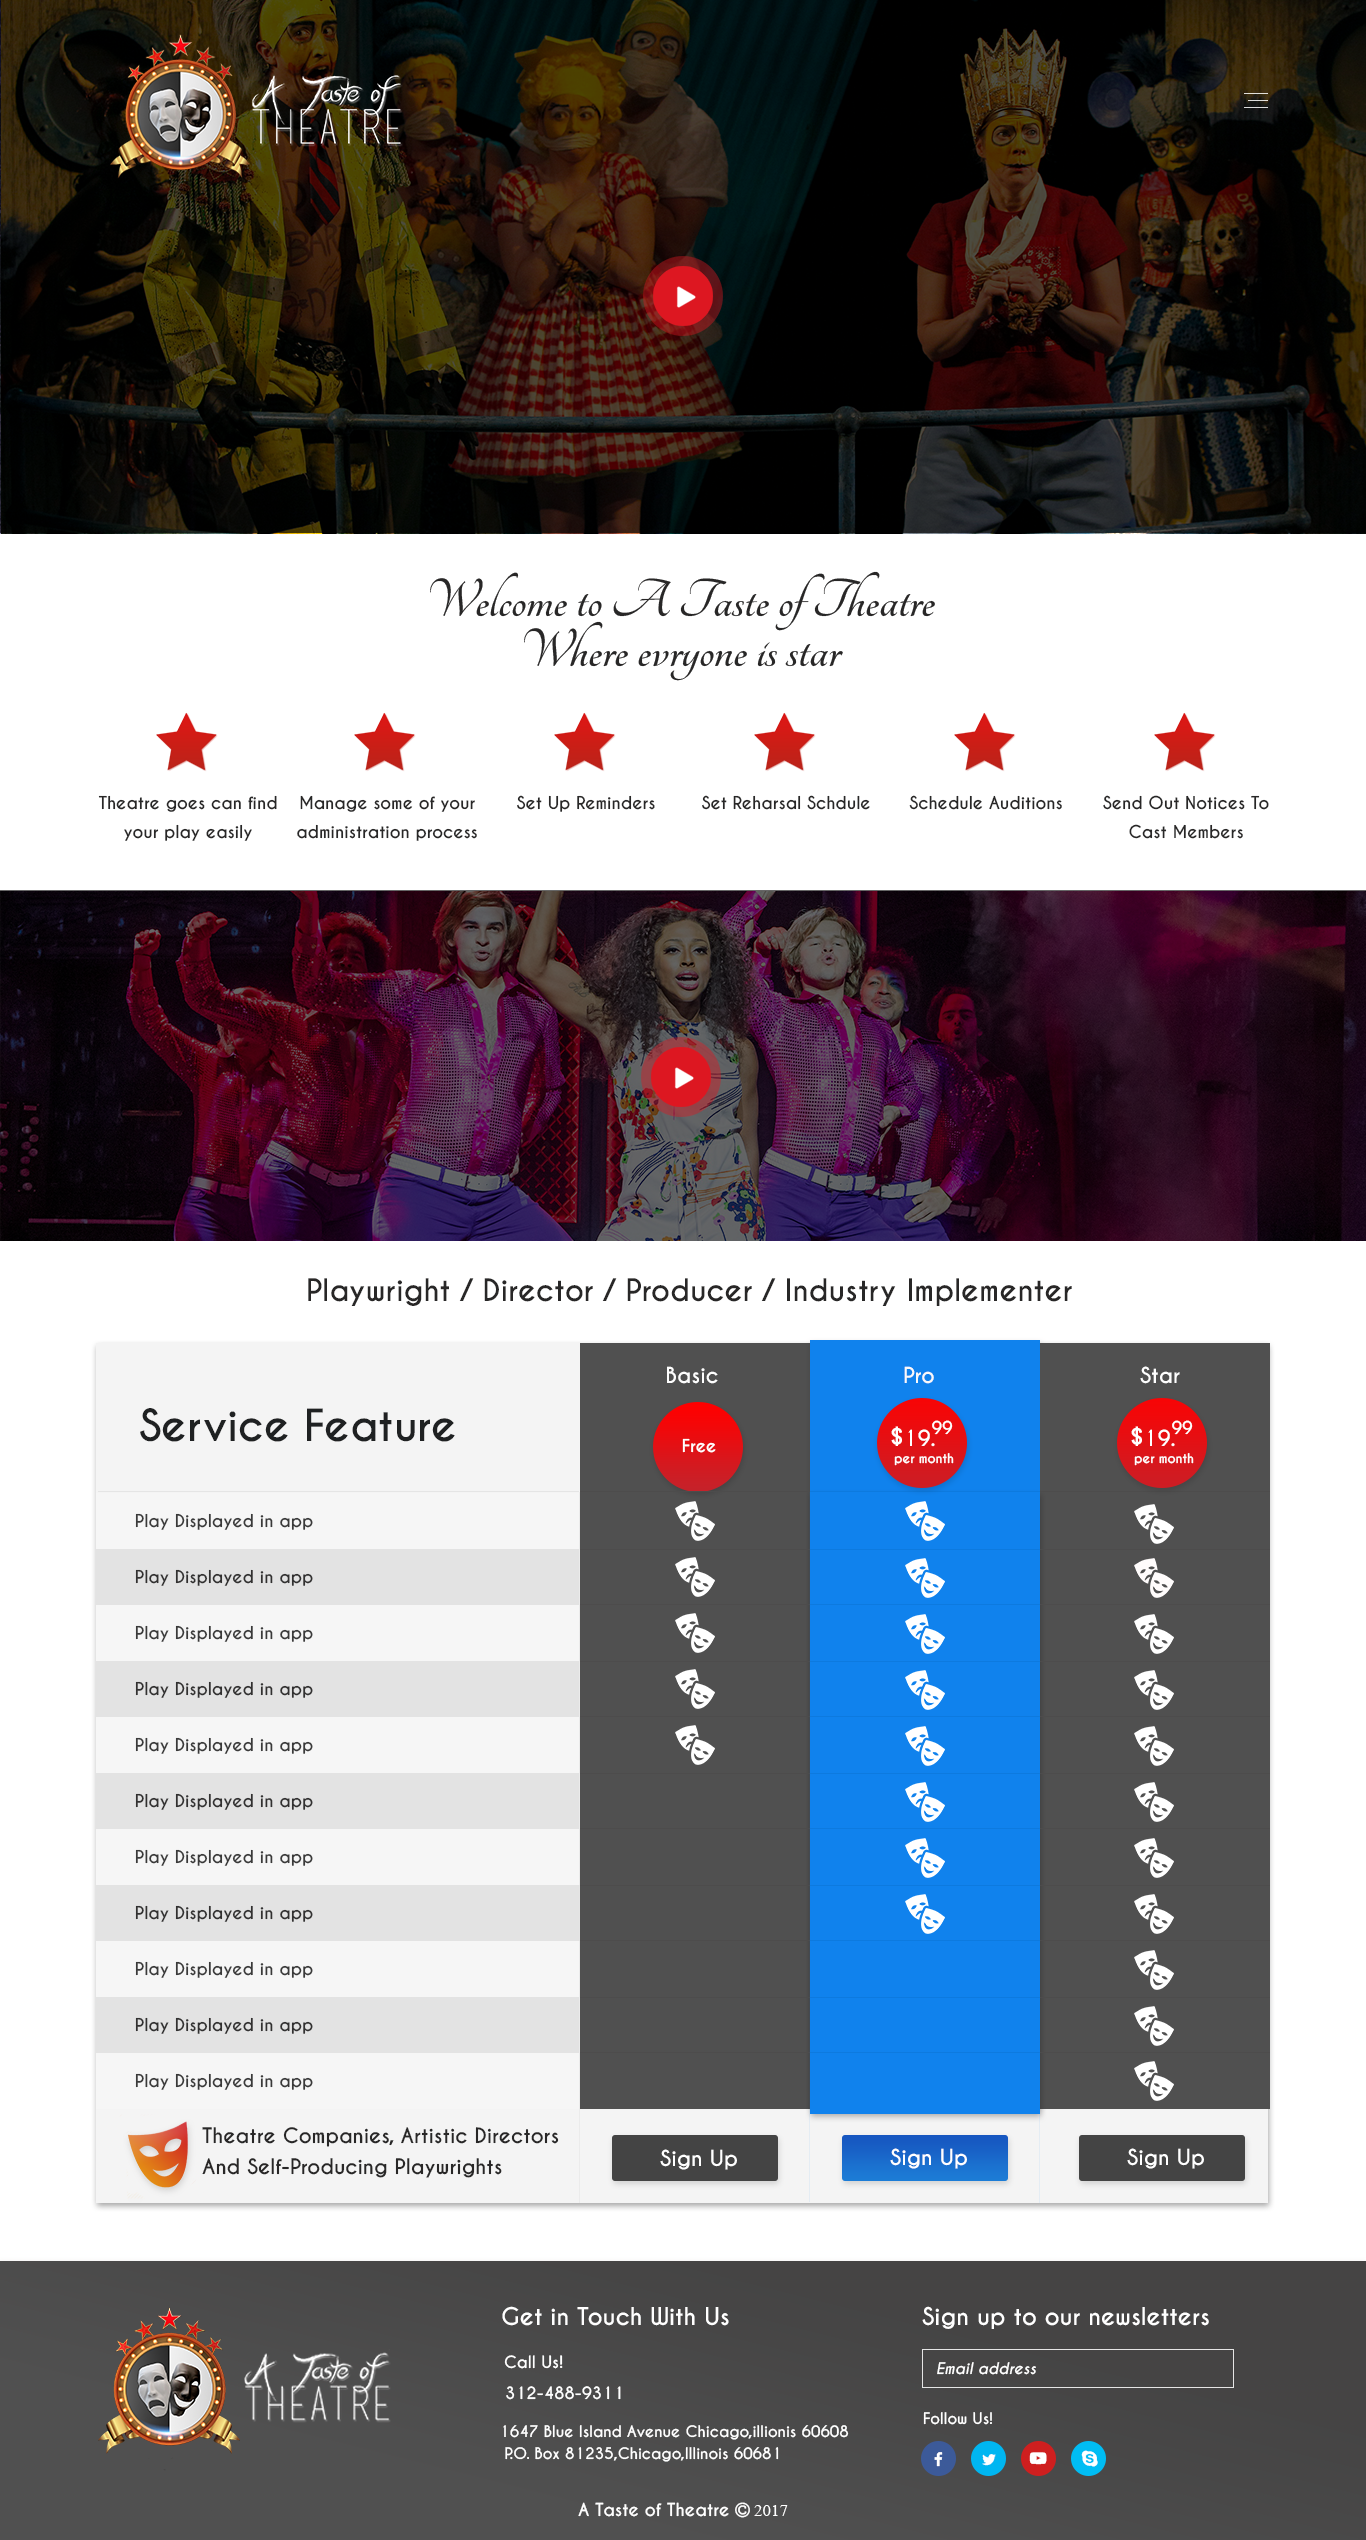 A Taste of
THEATRE
Welcome to A Taste of Theatre
Where evryone is star
Theatre goes can find
your play easily
Manage some of your
administration process
Set Up Reminders
Set Reharsal Schdule
Schedule Auditions
Send Out Notices To
Cast Members
Playwright / Director / Producer / Industry Implementer
Service Feature
Basic
Free
Pro
$19.99
per month
Star
$19.99
per month
Play Displayed in app
Play Displayed in app
Play Displayed in app
Play Displayed in app
Play Displayed in app
Play Displayed in app
Play Displayed in app
Play Displayed in app
Play Displayed in app
Play Displayed in app
Play Displayed in app
Theatre Companies, Artistic Directors
And Self-Producing Playwrights
Sign Up
Sign Up
Sign Up
A Taste of
THEATRE
Get in Touch With Us
Call Us!
312-488-9311
1647 Blue Island Avenue Chicago,illionis 60608
P.O. Box 81235,Chicago,Illinois 60681
Sign up to our newsletters
Email address
Follow Us!
A Taste of Theatre © 2017